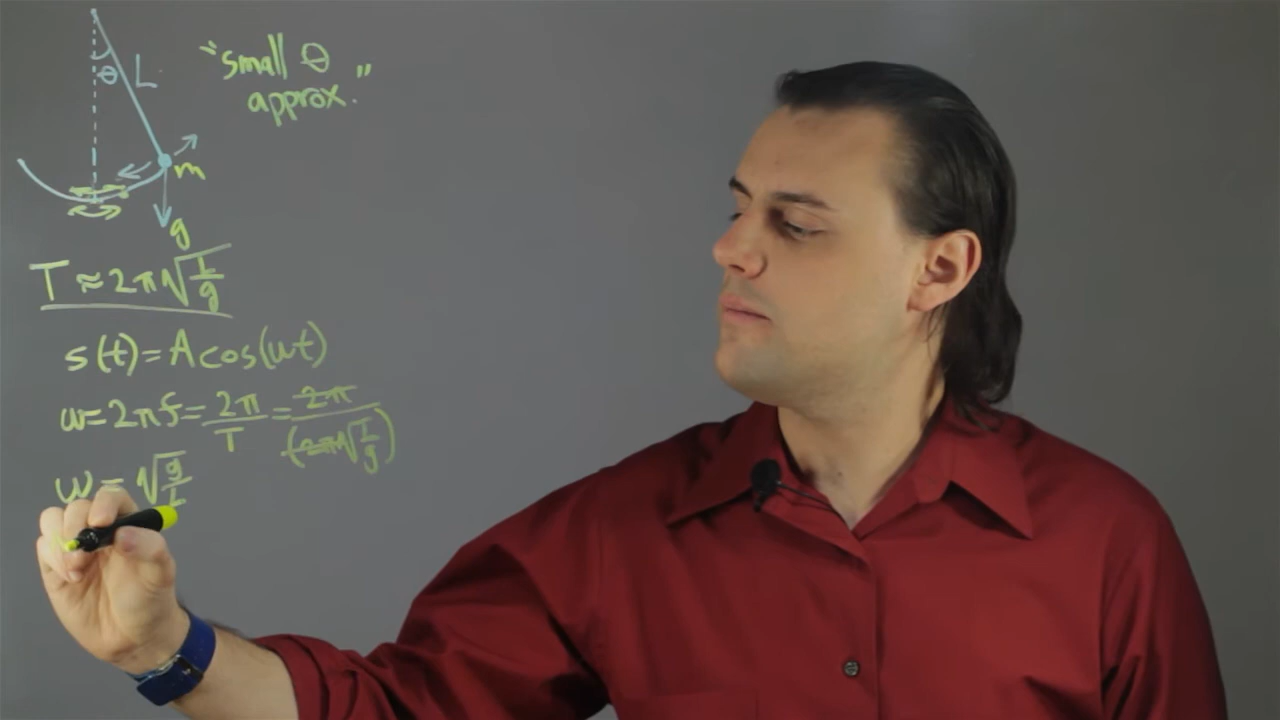 θ L
"small θ
approx."
m
g
T ≈ 2π√(L/g)
s(t) = A cos(ωt)
ω = 2πf = 2π/T = 2π/(2π√(L/g))
ω = √(g/L)